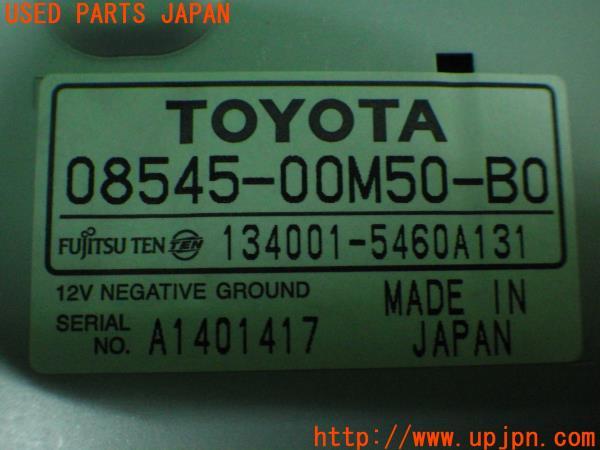 USED PARTS JAPAN
TOYOTA
08545-00M50-B0
FUJITSU TEN TEN 134001-5460A131
12V NEGATIVE GROUND
SERIAL NO. A1401417
MADE IN JAPAN
http://www.upjpn.com